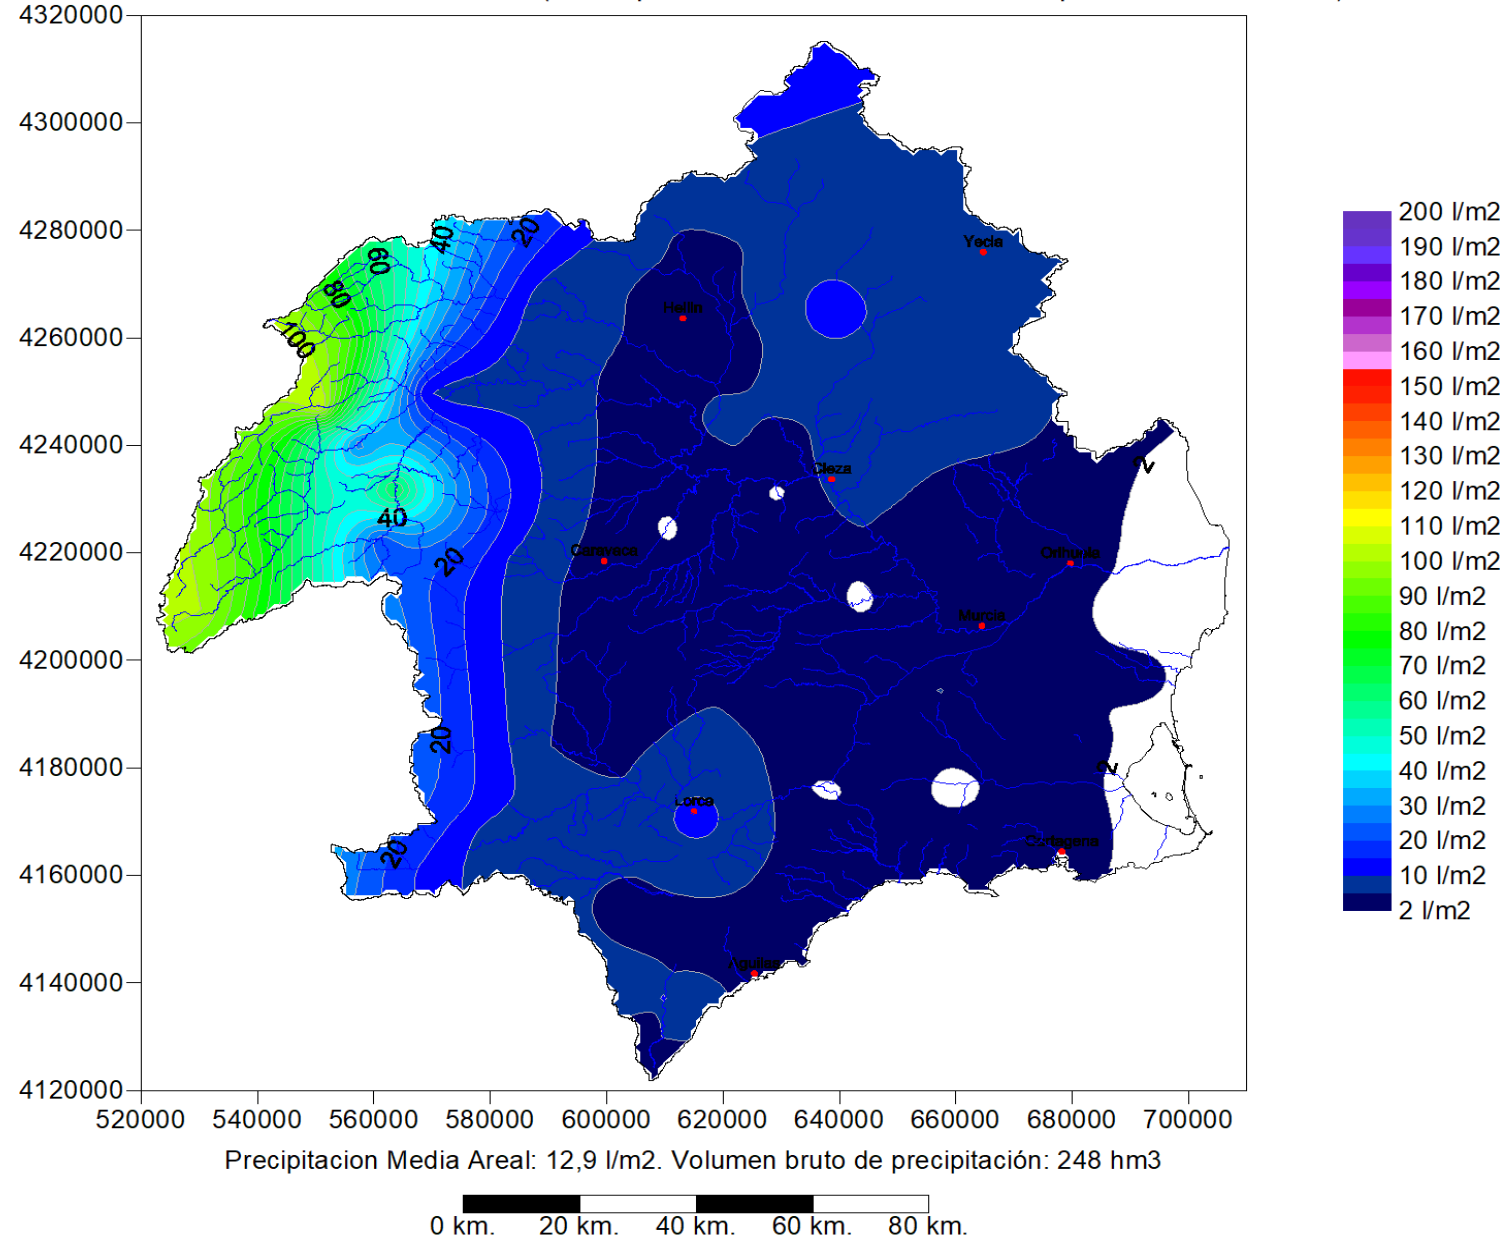 4320000
4300000
4280000
4260000
4240000
4220000
4200000
4180000
4160000
4140000
4120000
520000 540000 560000 580000 600000 620000 640000 660000 680000 700000
100
80
60
40
20
40
20
20
20
2
2
Yecla
Hellin
Cieza
Caravaca
Orihuela
Murcia
Lorca
Cartagena
Aguilas
200 l/m2
190 l/m2
180 l/m2
170 l/m2
160 l/m2
150 l/m2
140 l/m2
130 l/m2
120 l/m2
110 l/m2
100 l/m2
90 l/m2
80 l/m2
70 l/m2
60 l/m2
50 l/m2
40 l/m2
30 l/m2
20 l/m2
10 l/m2
2 l/m2
Precipitacion Media Areal: 12,9 l/m2. Volumen bruto de precipitación: 248 hm3
0 km. 20 km. 40 km. 60 km. 80 km.